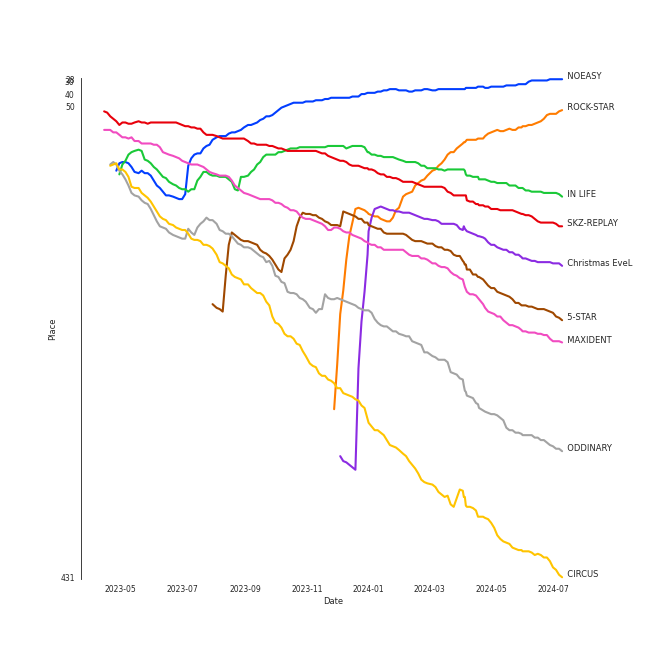 40
50
NOEASY
ROCK-STAR
IN LIFE
SKZ-REPLAY
Christmas EveL
5-STAR
MAXIDENT
ODDINARY
CIRCUS
Place
431
2023-05 2023-07 2023-09 2023-11 2024-01 2024-03 2024-05 2024-07
Date